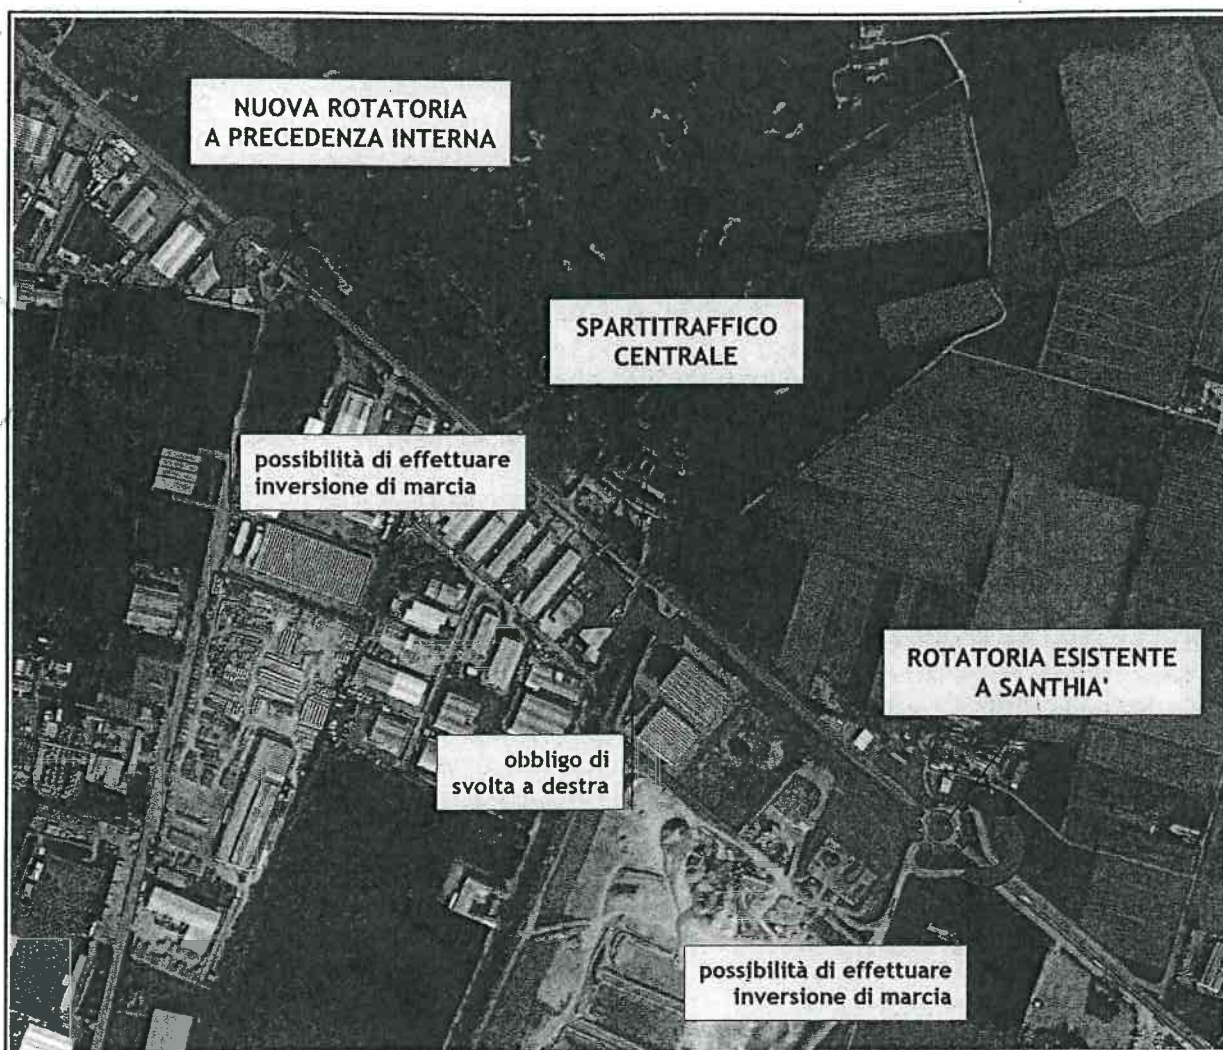 NUOVA ROTATORIA
A PRECEDENZA INTERNA
SPARTITRAFFICO
CENTRALE
possibilità di effettuare
inversione di marcia
ROTATORIA ESISTENTE
A SANTHIA'
obbligo di
svolta a destra
possibilità di effettuare
inversione di marcia